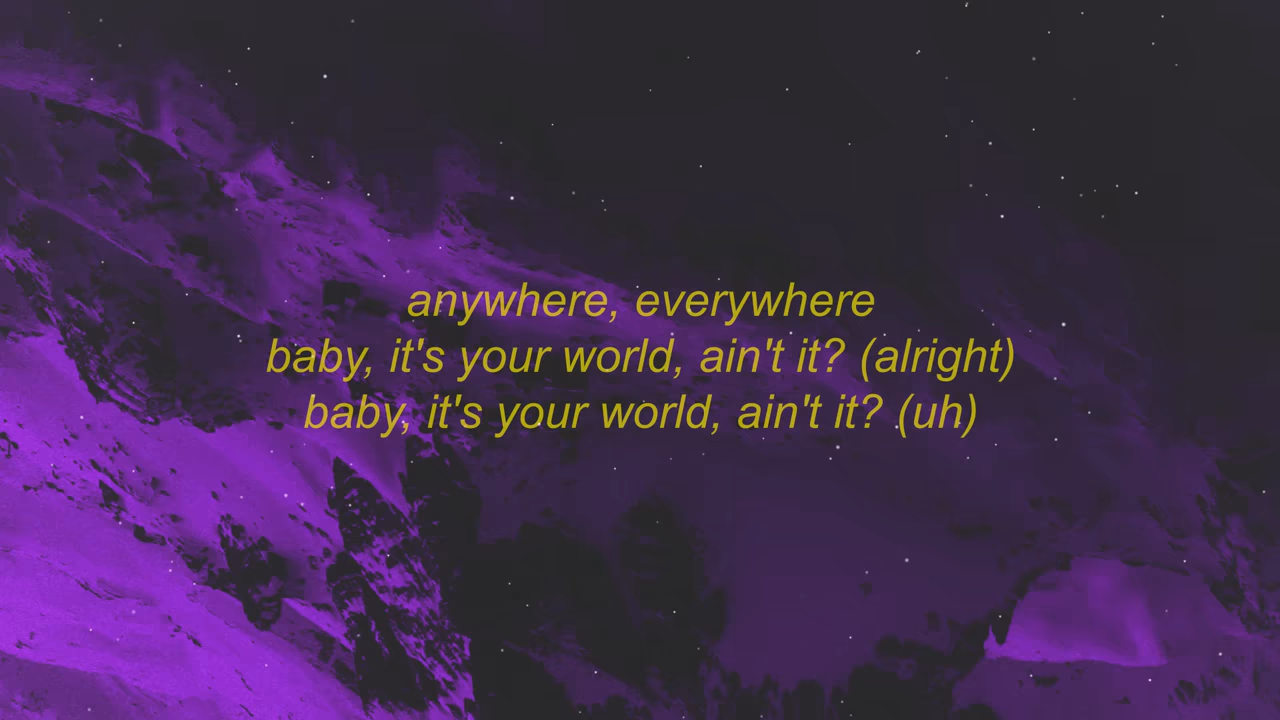 anywhere, everywhere
baby, it's your world, ain't it? (alright)
baby, it's your world, ain't it? (uh)